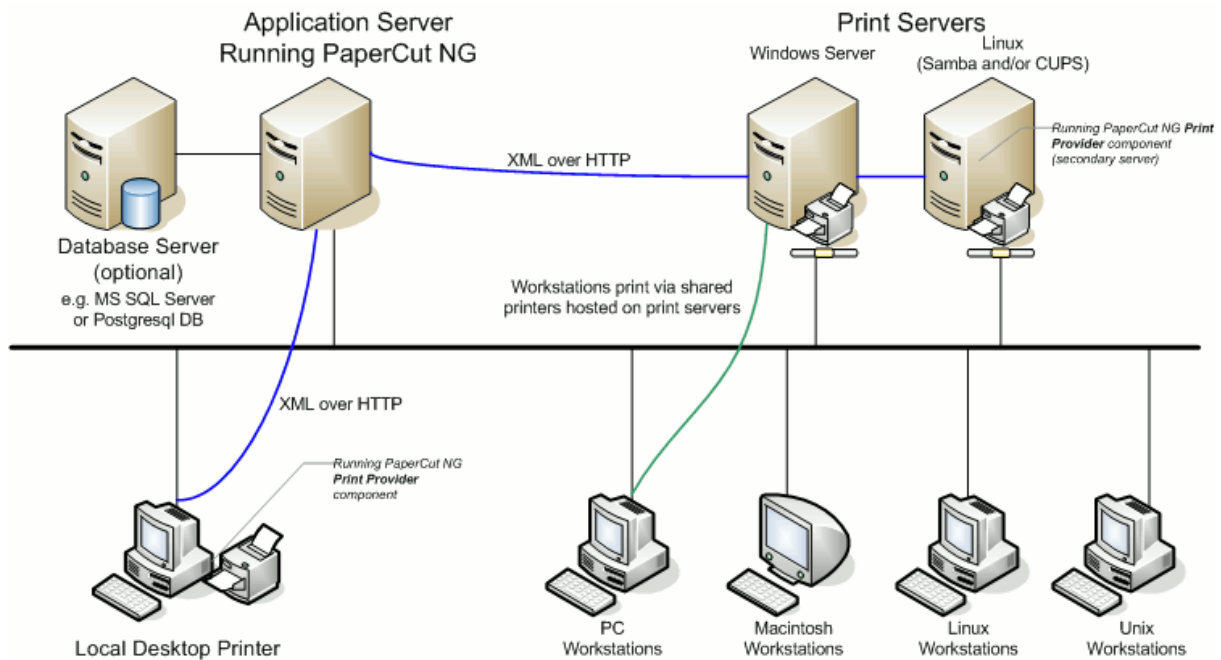 Application Server
Running PaperCut NG
Print Servers
Windows Server
Linux
(Samba and/or CUPS)
Running PaperCut NG Print
Provider component
(secondary server)
XML over HTTP
Database Server
(optional)
e.g. MS SQL Server
or Postgresql DB
Workstations print via shared
printers hosted on print servers
XML over HTTP
Running PaperCut NG
Print Provider
component
Local Desktop Printer
PC
Workstations
Macintosh
Workstations
Linux
Workstations
Unix
Workstations